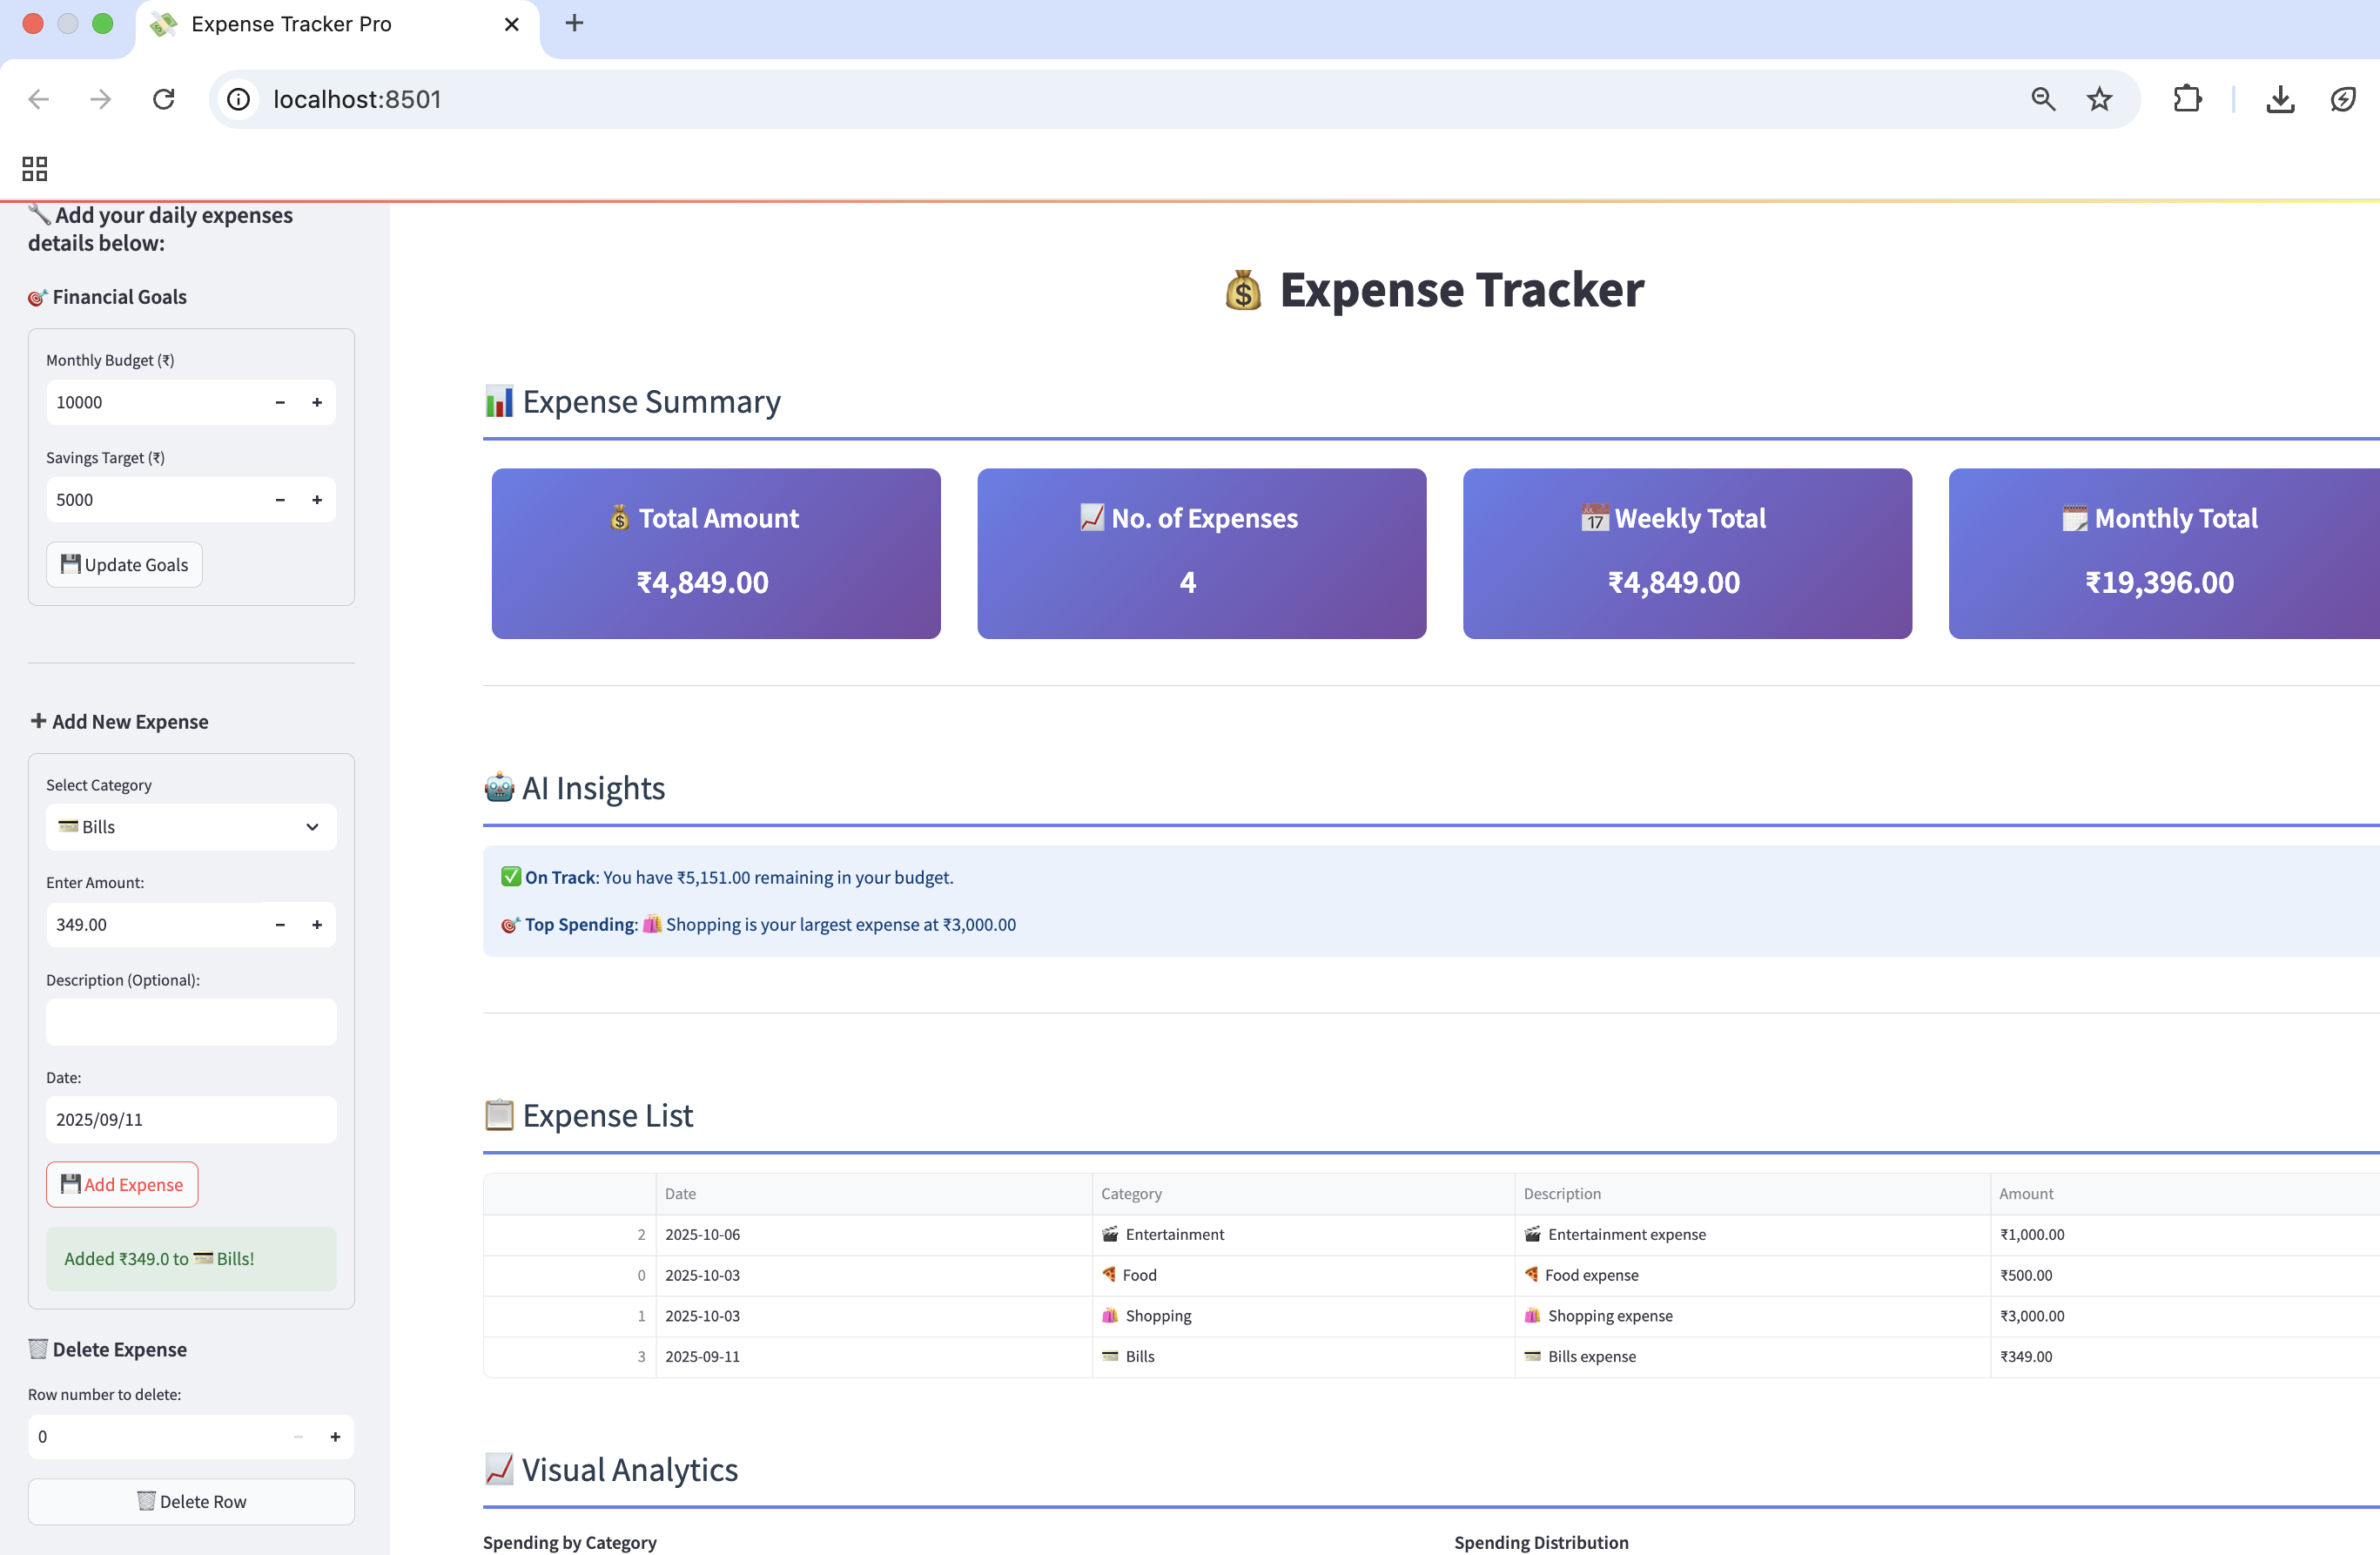 Expense Tracker Pro
localhost:8501
Add your daily expenses
details below:
Financial Goals
Monthly Budget (₹)
10000
Savings Target (₹)
5000
Update Goals
Add New Expense
Select Category
Bills
Enter Amount:
349.00
Description (Optional):
Date:
2025/09/11
Add Expense
Added ₹349.0 to 💳 Bills!
Delete Expense
Row number to delete:
0
Delete Row
Expense Tracker
Expense Summary
Total Amount
₹4,849.00
No. of Expenses
4
17 Weekly Total
₹4,849.00
Monthly Total
₹19,396.00
AI Insights
On Track: You have ₹5,151.00 remaining in your budget.
Top Spending: 🛍️ Shopping is your largest expense at ₹3,000.00
Expense List
Date Category Description Amount
2 2025-10-06 🎬 Entertainment 🎬 Entertainment expense ₹1,000.00
0 2025-10-03 🍕 Food 🍕 Food expense ₹500.00
1 2025-10-03 🛍️ Shopping 🛍️ Shopping expense ₹3,000.00
3 2025-09-11 💳 Bills 💳 Bills expense ₹349.00
Visual Analytics
Spending by Category Spending Distribution